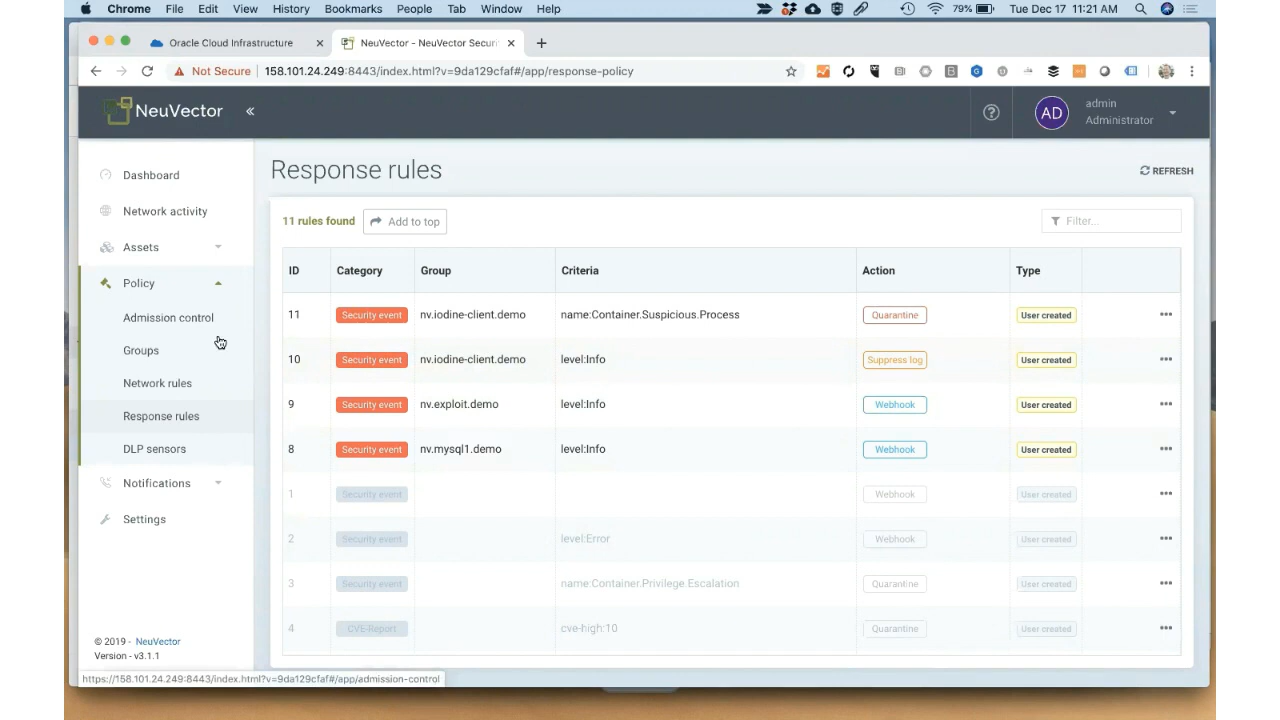 Chrome File Edit View History Bookmarks People Tab Window Help 79% Tue Dec 17 11:21 AM
Oracle Cloud Infrastructure × NeuVector - NeuVector Securi × +
Not Secure 158.101.24.249:8443/index.html?v=9da129cfaf#/app/response-policy
NeuVector « ? AD admin
Administrator
Dashboard
Network activity
Assets
Policy
Admission control
Groups
Network rules
Response rules
DLP sensors
Notifications
Settings
© 2019 - NeuVector
Version - v3.1.1
Response rules REFRESH
11 rules found Add to top Filter...
ID Category Group Criteria Action Type
11 Security event nv.iodine-client.demo name:Container.Suspicious.Process Quarantine User created
10 Security event nv.iodine-client.demo level:Info Suppress log User created
9 Security event nv.exploit.demo level:Info Webhook User created
8 Security event nv.mysql1.demo level:Info Webhook User created
1 Security event Webhook User created
2 Security event level:Error Webhook User created
3 Security event name:Container.Privilege.Escalation Quarantine User created
4 CVE-Report cve-high:10 Quarantine User created
https://158.101.24.249:8443/index.html?v=9da129cfaf#/app/admission-control